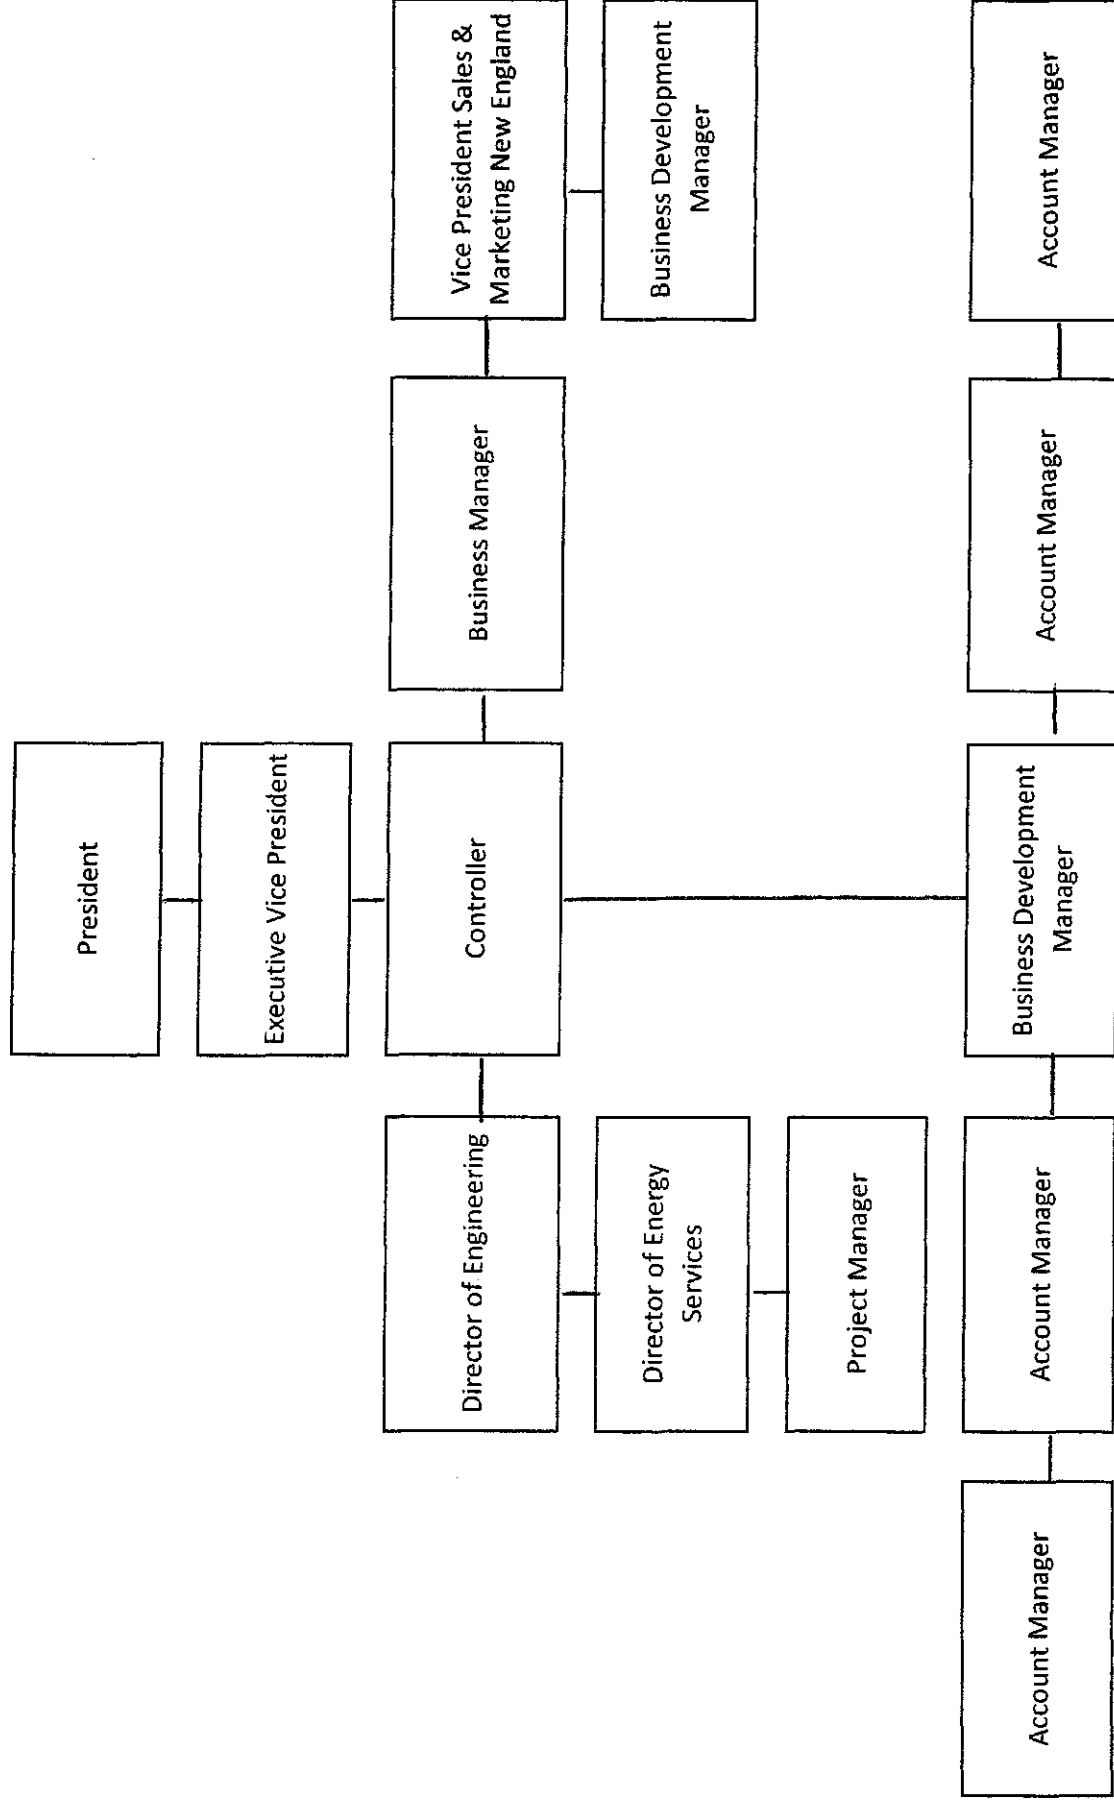 President
Executive Vice President
Director of Engineering
Controller
Business Manager
Vice President Sales &
Marketing New England
Director of Energy
Services
Business Development
Manager
Project Manager
Account Manager
Account Manager
Business Development
Manager
Account Manager
Account Manager